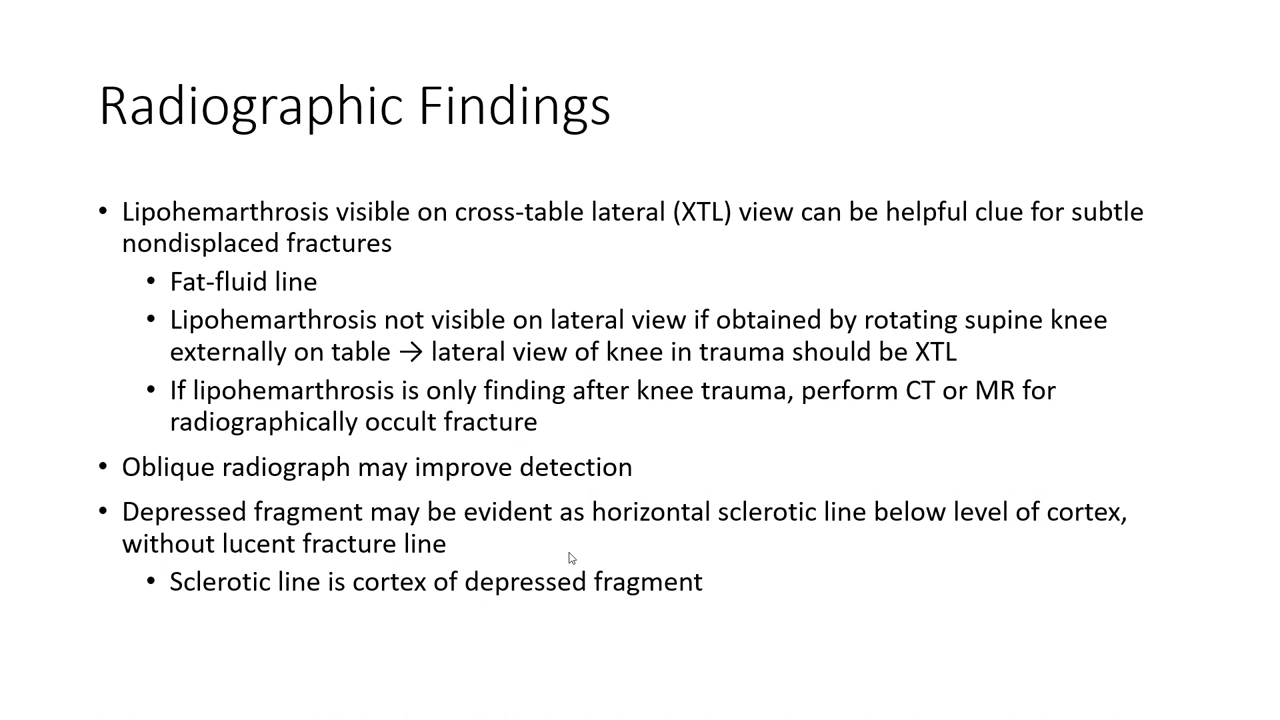 Radiographic Findings
• Lipohemarthrosis visible on cross-table lateral (XTL) view can be helpful clue for subtle
nondisplaced fractures
• Fat-fluid line
• Lipohemarthrosis not visible on lateral view if obtained by rotating supine knee
externally on table → lateral view of knee in trauma should be XTL
• If lipohemarthrosis is only finding after knee trauma, perform CT or MR for
radiographically occult fracture
• Oblique radiograph may improve detection
• Depressed fragment may be evident as horizontal sclerotic line below level of cortex,
without lucent fracture line
• Sclerotic line is cortex of depressed fragment